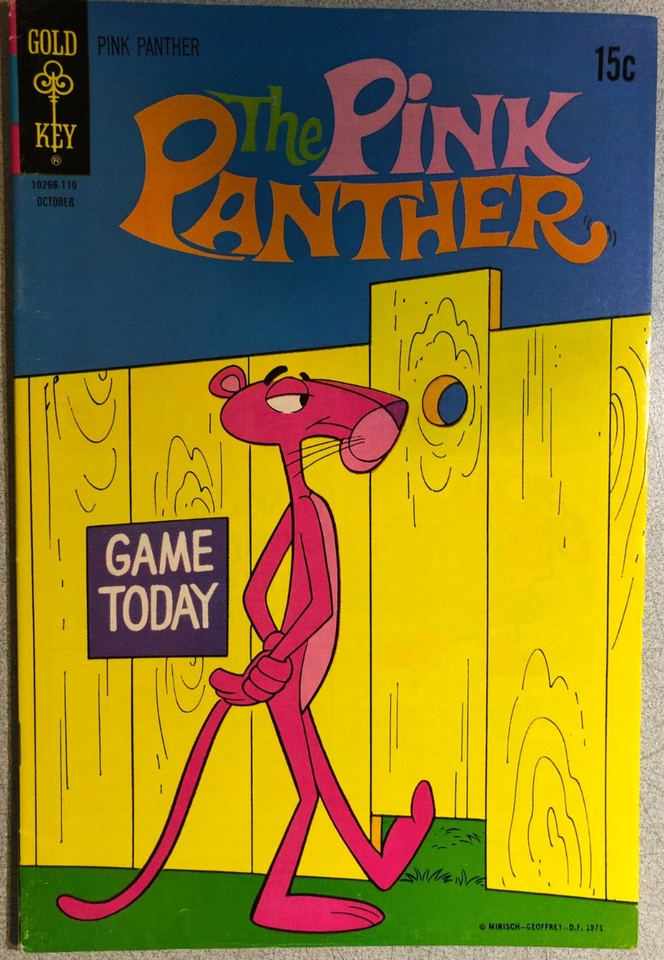 GOLD
KEY
®
PINK PANTHER
15c
10266-110
OCTOBER
The PINK
PANTHER
GAME
TODAY
© MIRISCH-GEOFFREY-D.F. 1971